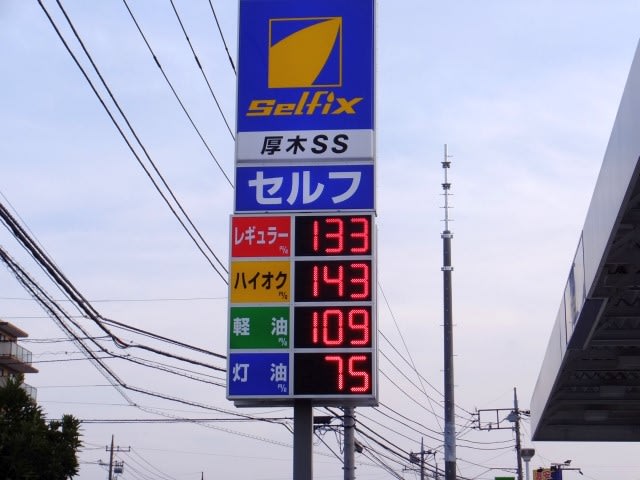 Selfix
厚木SS
セルフ
レギュラー 133
ハイオク 143
軽油 109
灯油 75